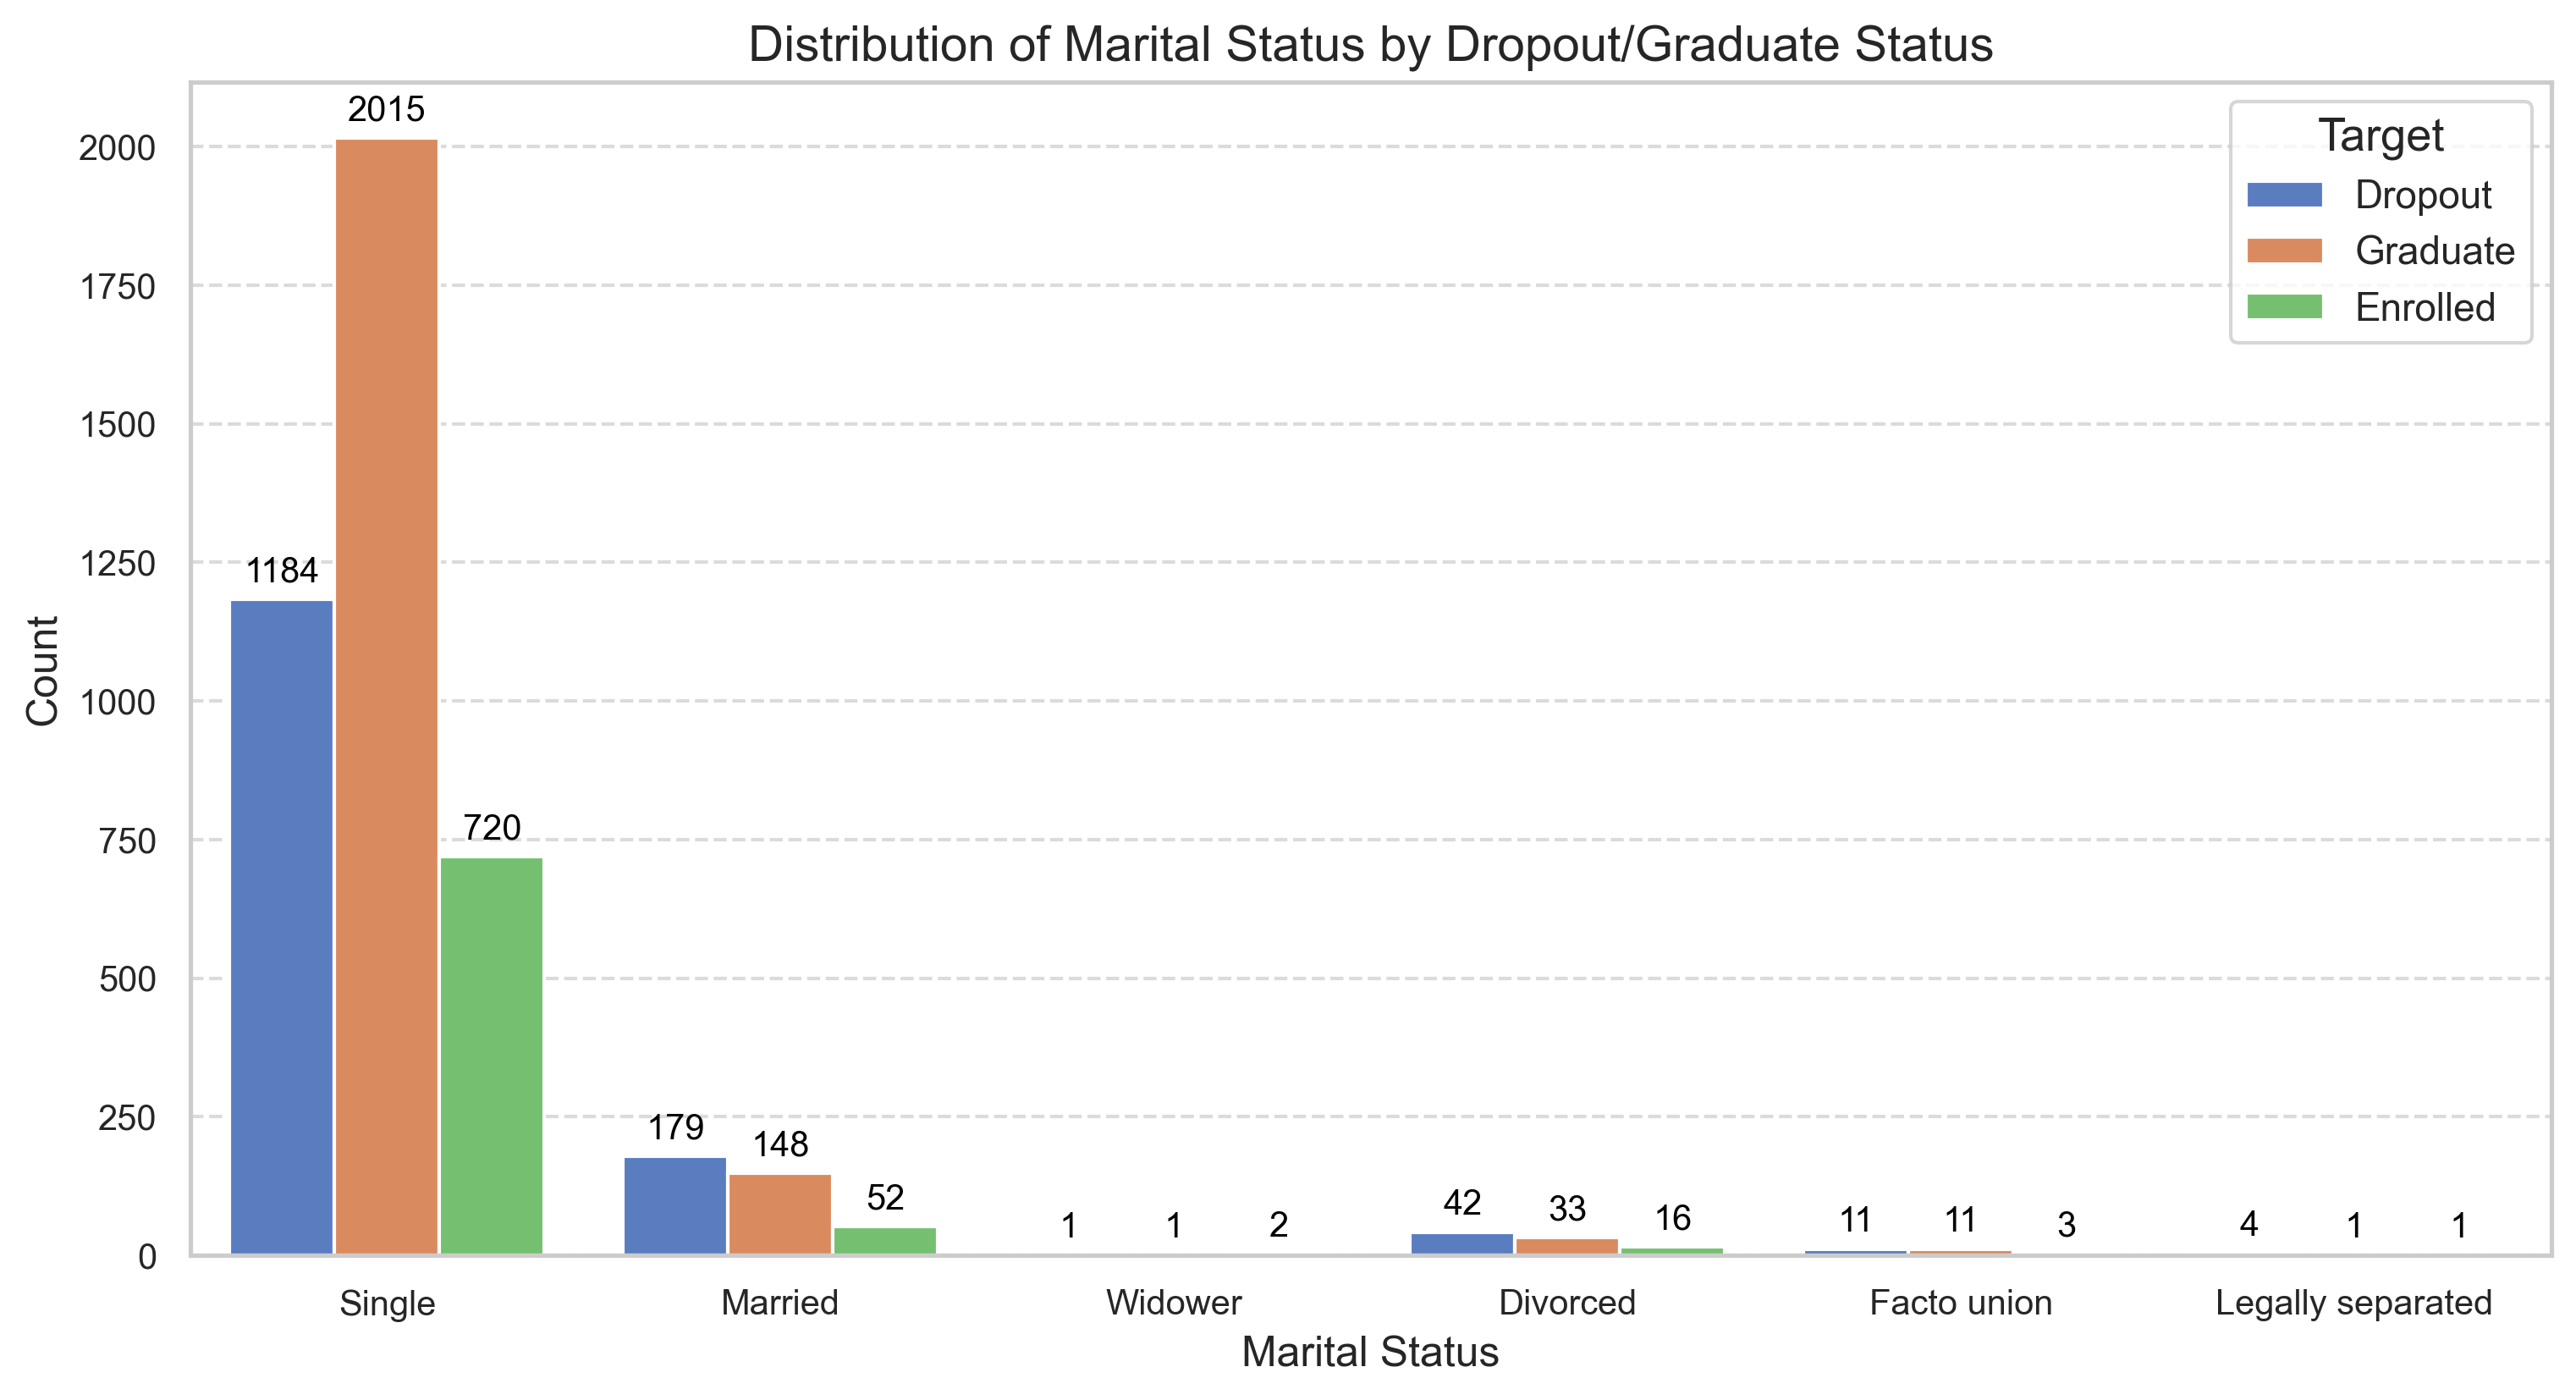 Distribution of Marital Status by Dropout/Graduate Status
Target
Dropout
Graduate
Enrolled
Count
2000
1750
1500
1250
1000
750
500
250
0
1184
2015
720
179
148
52
1
1
2
42
33
16
11
11
3
4
1
1
Single
Married
Widower
Divorced
Facto union
Legally separated
Marital Status